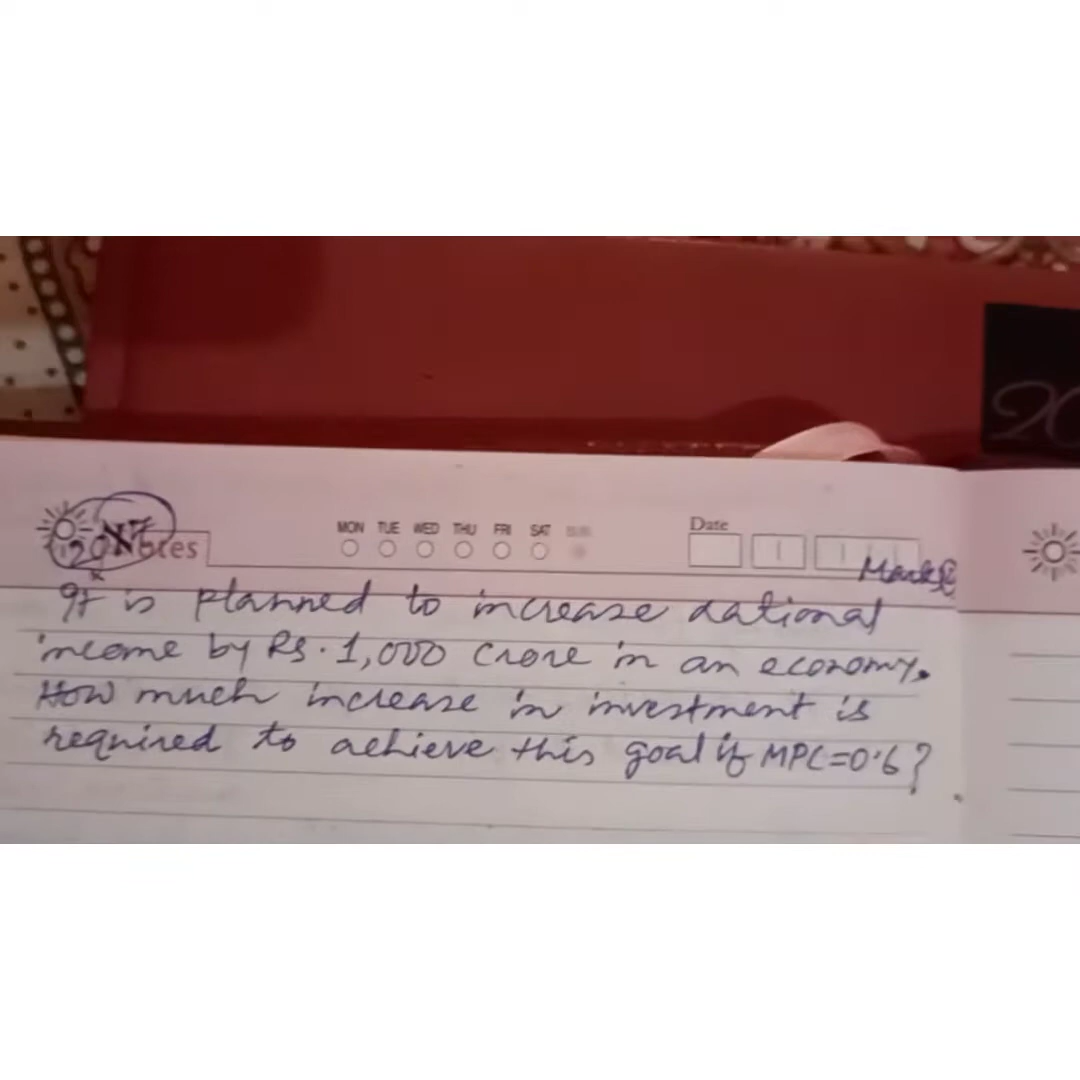 Notes
MON TUE WED THU FRI SAT SUN
Date
It is planned to increase national
income by Rs. 1,000 crore in an economy.
How much increase in investment is
required to achieve this goal if MPC=0.6?
20